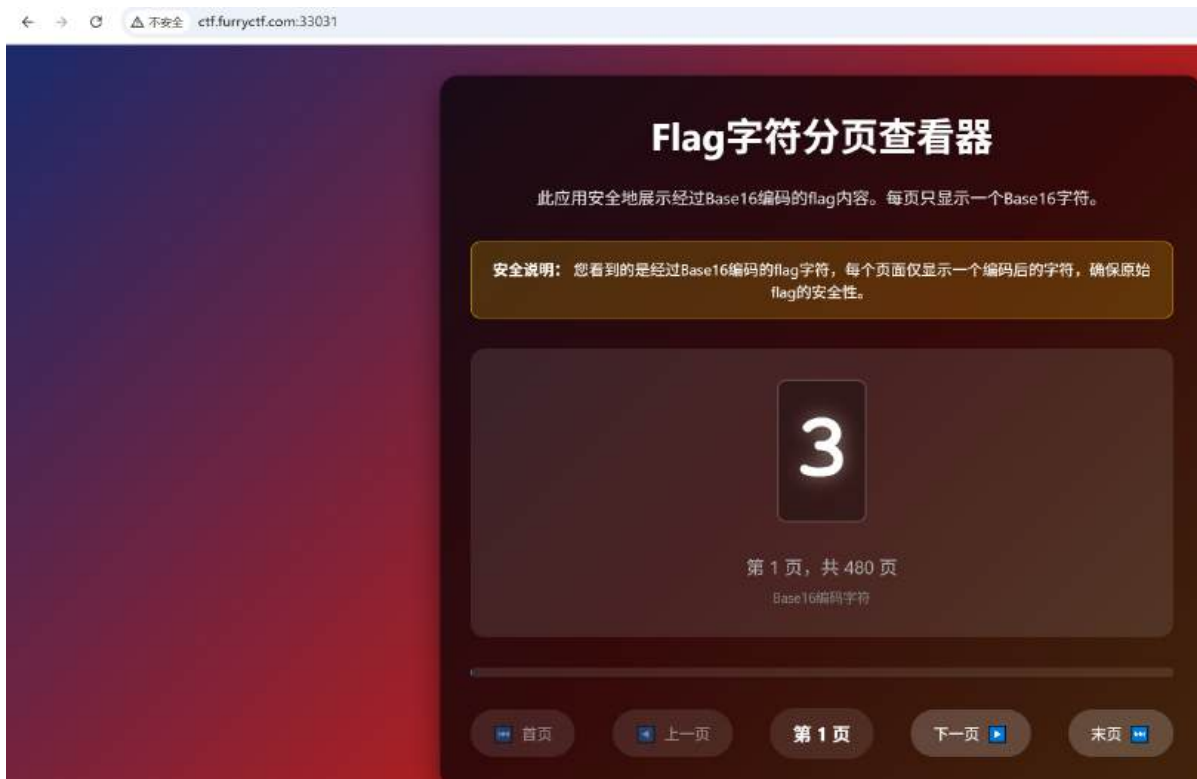 不安全 ctf.furryctf.com:33031
Flag字符分页查看器
此应用安全地展示经过Base16编码的flag内容。每页只显示一个Base16字符。
安全说明： 您看到的是经过Base16编码的flag字符，每个页面仅显示一个编码后的字符，确保原始
flag的安全性。
3
第 1 页，共 480 页
Base16编码字符
首页 上一页 第 1 页 下一页 末页